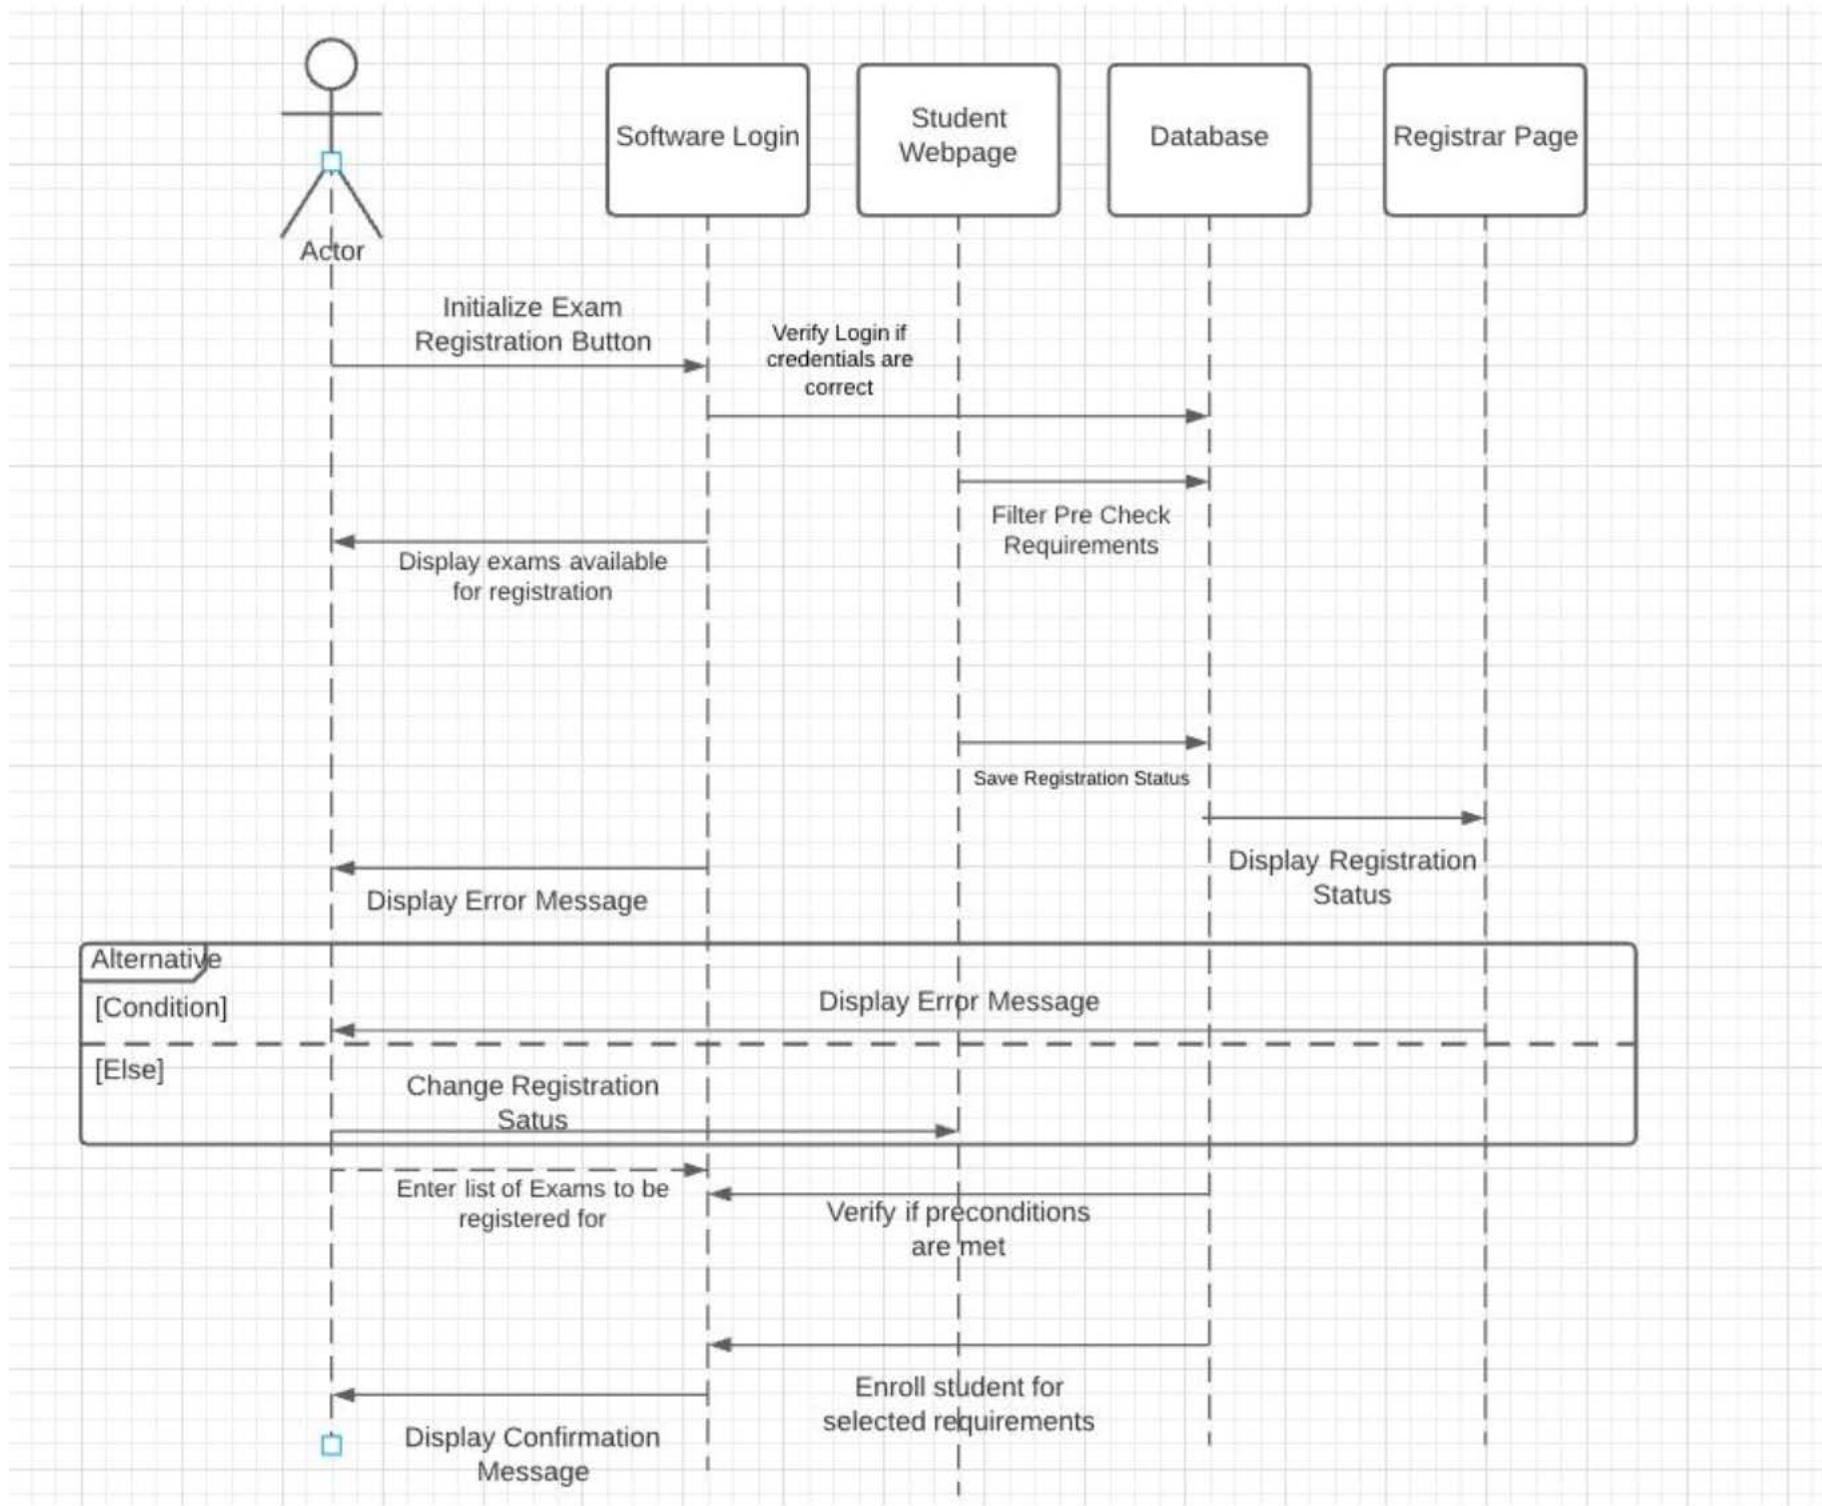 Software Login
Student
Webpage
Database
Registrar Page
Actor
Initialize Exam
Registration Button
Verify Login if
credentials are
correct
Filter Pre Check
Requirements
Display exams available
for registration
Save Registration Status
Display Registration
Status
Display Error Message
Alternative
[Condition]
Display Error Message
[Else]
Change Registration
Satus
Enter list of Exams to be
registered for
Verify if preconditions
are met
Enroll student for
selected requirements
Display Confirmation
Message